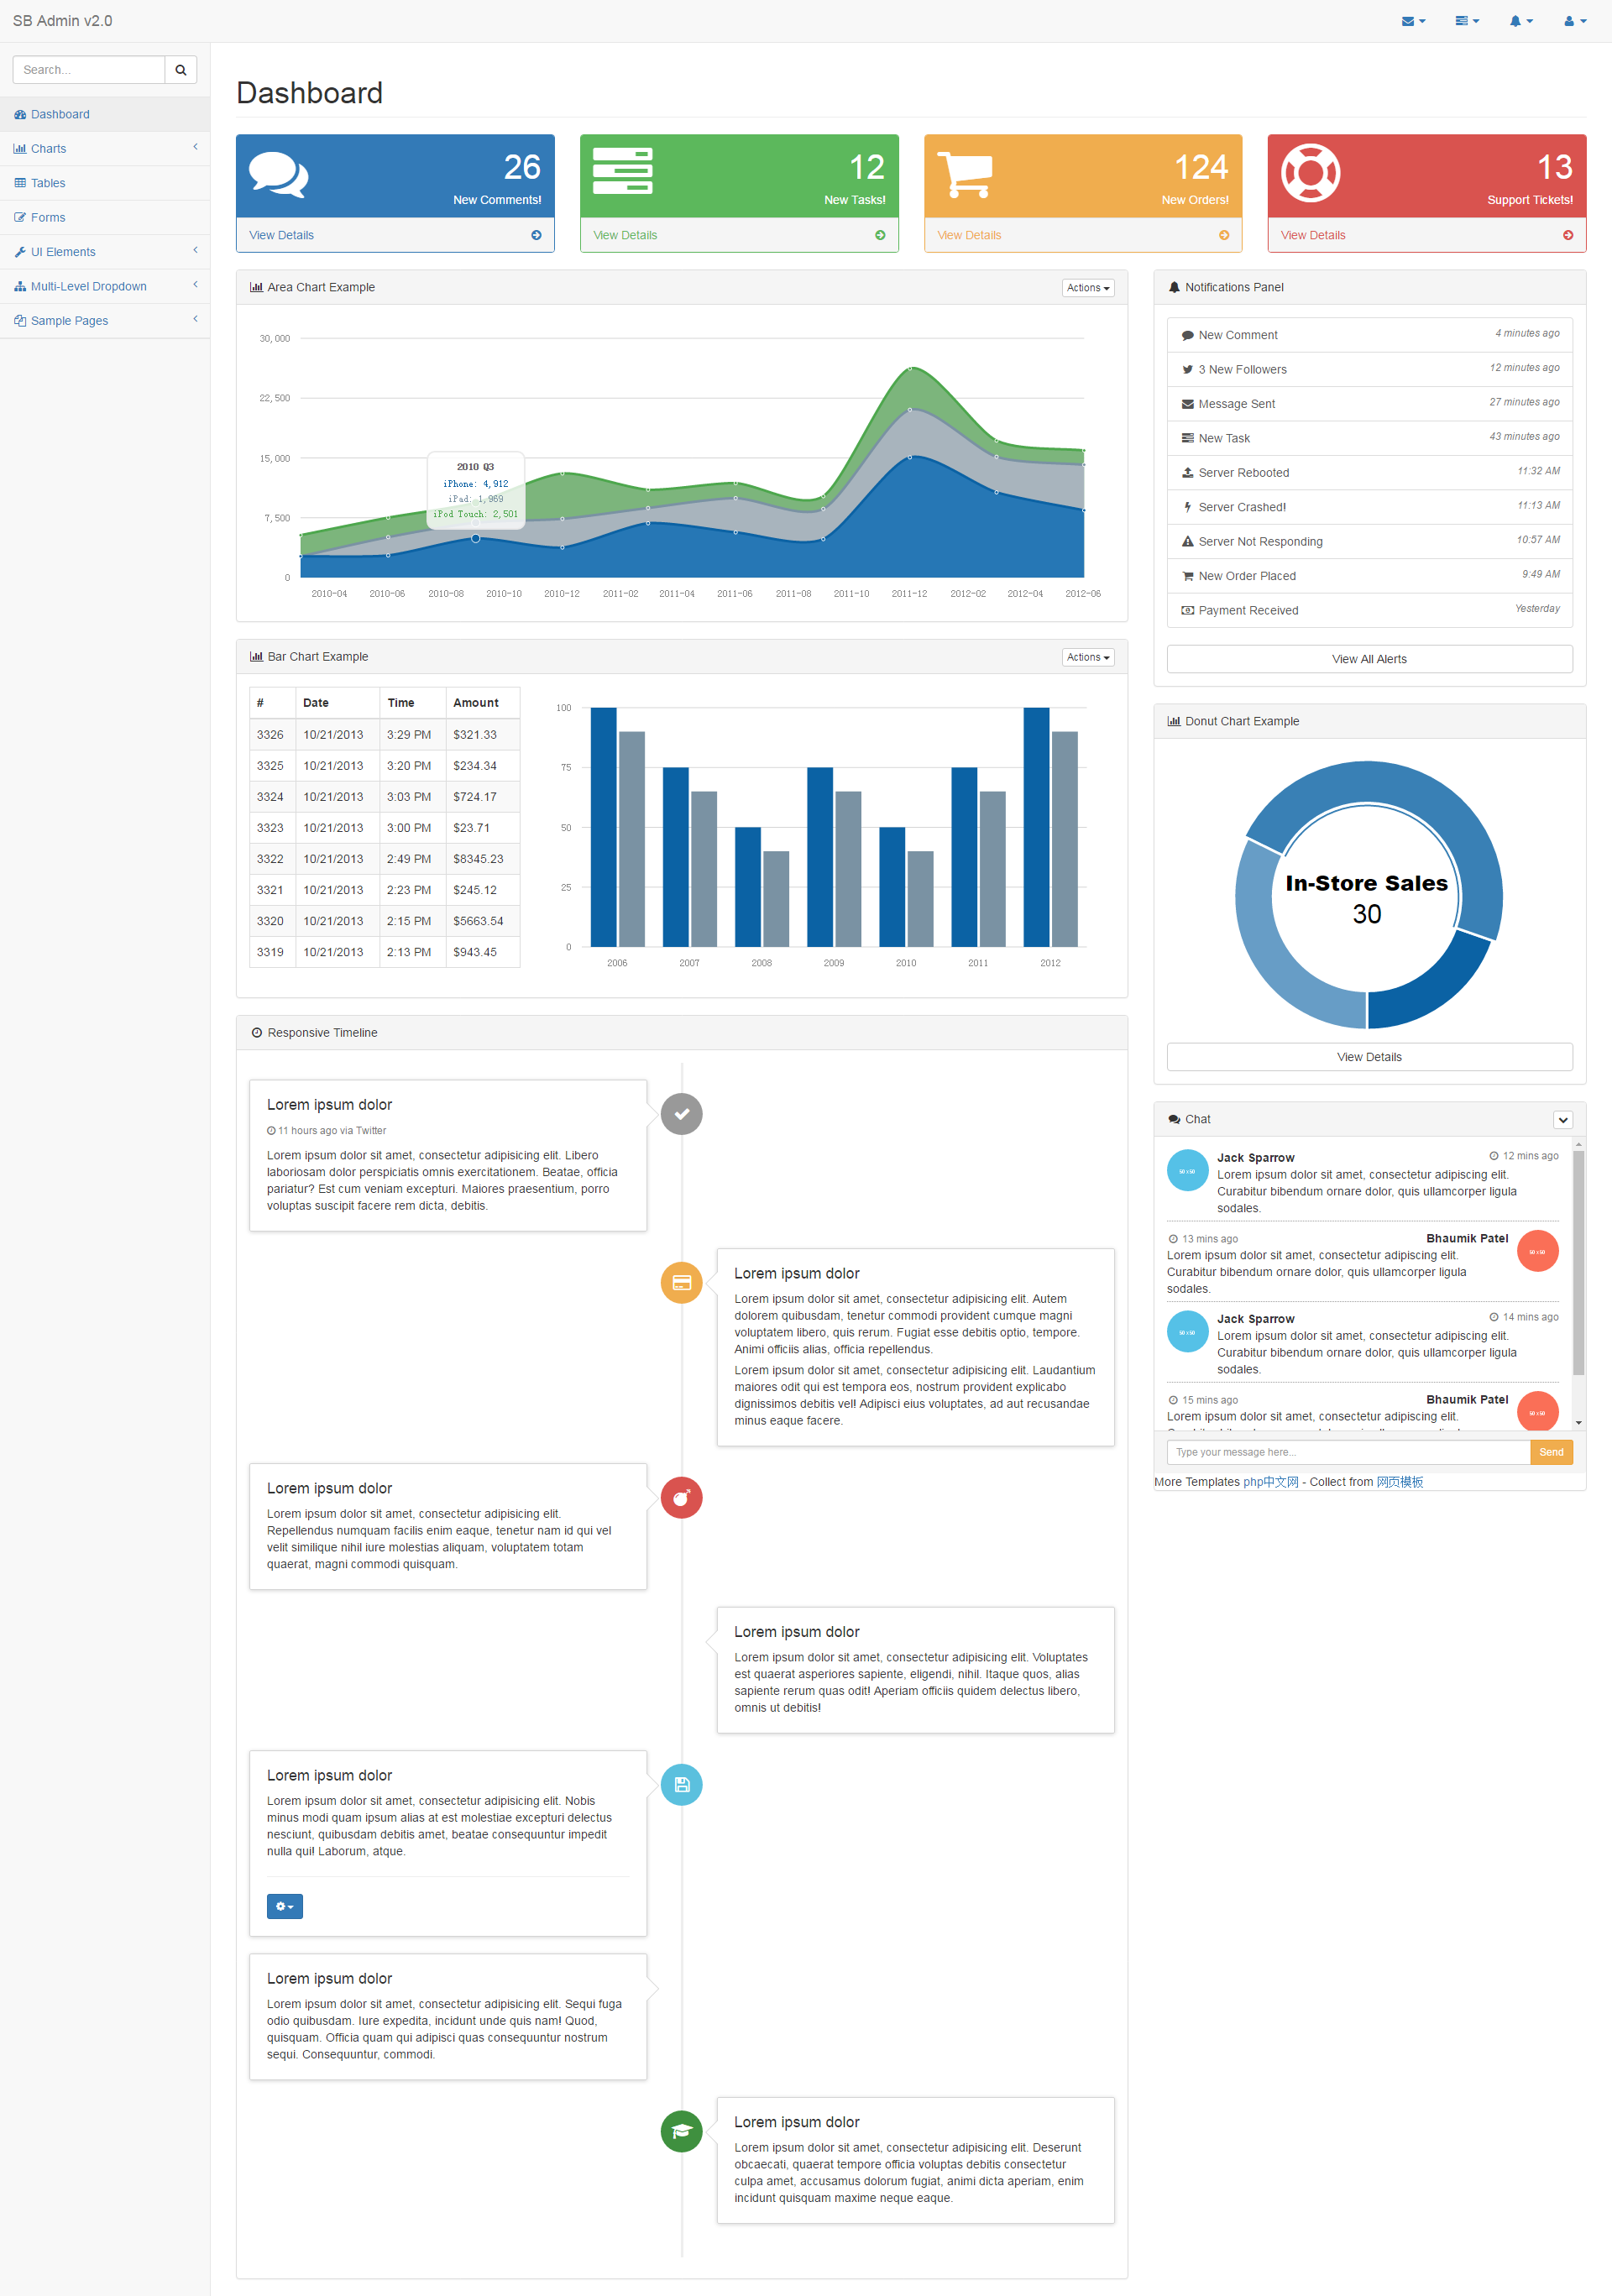 SB Admin v2.0
Search...
Dashboard
Charts
Tables
Forms
UI Elements
Multi-Level Dropdown
Sample Pages
Dashboard
26
New Comments!
View Details
12
New Tasks!
View Details
124
New Orders!
View Details
13
Support Tickets!
View Details
Area Chart Example
Actions
30,000
22,500
15,000
7,500
0
2010 Q3
iPhone: 4,912
iPad: 1,969
iPod Touch: 2,501
2010-04 2010-06 2010-08 2010-10 2010-12 2011-02 2011-04 2011-06 2011-08 2011-10 2011-12 2012-02 2012-04 2012-06
Bar Chart Example
Actions
# Date Time Amount
3326 10/21/2013 3:29 PM $321.33
3325 10/21/2013 3:20 PM $234.34
3324 10/21/2013 3:03 PM $724.17
3323 10/21/2013 3:00 PM $23.71
3322 10/21/2013 2:49 PM $8345.23
3321 10/21/2013 2:23 PM $245.12
3320 10/21/2013 2:15 PM $5663.54
3319 10/21/2013 2:13 PM $943.45
100
75
50
25
0
2006 2007 2008 2009 2010 2011 2012
Responsive Timeline
Lorem ipsum dolor
11 hours ago via Twitter
Lorem ipsum dolor sit amet, consectetur adipisicing elit. Libero
laboriosam dolor perspiciatis omnis exercitationem. Beatae, officia
pariatur? Est cum veniam excepturi. Maiores praesentium, porro
voluptas suscipit facere rem dicta, debitis.
Lorem ipsum dolor
Lorem ipsum dolor sit amet, consectetur adipisicing elit. Autem
dolorem quibusdam, tenetur commodi provident cumque magni
voluptatem libero, quis rerum. Fugiat esse debitis optio, tempore.
Animi officiis alias, officia repellendus.
Lorem ipsum dolor sit amet, consectetur adipisicing elit. Laudantium
maiores odit qui est tempora eos, nostrum provident explicabo
dignissimos debitis vel! Adipisci eius voluptates, ad aut recusandae
minus eaque facere.
Lorem ipsum dolor
Lorem ipsum dolor sit amet, consectetur adipisicing elit.
Repellendus numquam facilis enim eaque, tenetur nam id qui vel
velit similique nihil iure molestias aliquam, voluptatem totam
quaerat, magni commodi quisquam.
Lorem ipsum dolor
Lorem ipsum dolor sit amet, consectetur adipisicing elit. Voluptates
est quaerat asperiores sapiente, eligendi, nihil. Itaque quos, alias
sapiente rerum quas odit! Aperiam officiis quidem delectus libero,
omnis ut debitis!
Lorem ipsum dolor
Lorem ipsum dolor sit amet, consectetur adipisicing elit. Nobis
minus modi quam ipsum alias at est molestiae excepturi delectus
nesciunt, quibusdam debitis amet, beatae consequuntur impedit
nulla qui! Laborum, atque.
Lorem ipsum dolor
Lorem ipsum dolor sit amet, consectetur adipisicing elit. Sequi fuga
odio quibusdam. Iure expedita, incidunt unde quis nam! Quod,
quisquam. Officia quam qui adipisci quas consequuntur nostrum
sequi. Consequuntur, commodi.
Lorem ipsum dolor
Lorem ipsum dolor sit amet, consectetur adipisicing elit. Deserunt
obcaecati, quaerat tempore officia voluptas debitis consectetur
culpa amet, accusamus dolorum fugiat, animi dicta aperiam, enim
incidunt quisquam maxime neque eaque.
Notifications Panel
New Comment 4 minutes ago
3 New Followers 12 minutes ago
Message Sent 27 minutes ago
New Task 43 minutes ago
Server Rebooted 11:32 AM
Server Crashed! 11:13 AM
Server Not Responding 10:57 AM
New Order Placed 9:49 AM
Payment Received Yesterday
View All Alerts
Donut Chart Example
In-Store Sales
30
View Details
Chat
50 x 50
Jack Sparrow 12 mins ago
Lorem ipsum dolor sit amet, consectetur adipiscing elit.
Curabitur bibendum ornare dolor, quis ullamcorper ligula
sodales.
13 mins ago Bhaumik Patel
50 x 50
Lorem ipsum dolor sit amet, consectetur adipiscing elit.
Curabitur bibendum ornare dolor, quis ullamcorper ligula
sodales.
50 x 50
Jack Sparrow 14 mins ago
Lorem ipsum dolor sit amet, consectetur adipiscing elit.
Curabitur bibendum ornare dolor, quis ullamcorper ligula
sodales.
15 mins ago Bhaumik Patel
50 x 50
Lorem ipsum dolor sit amet, consectetur adipiscing elit.
Type your message here...
Send
More Templates php中文网 - Collect from 网页模板